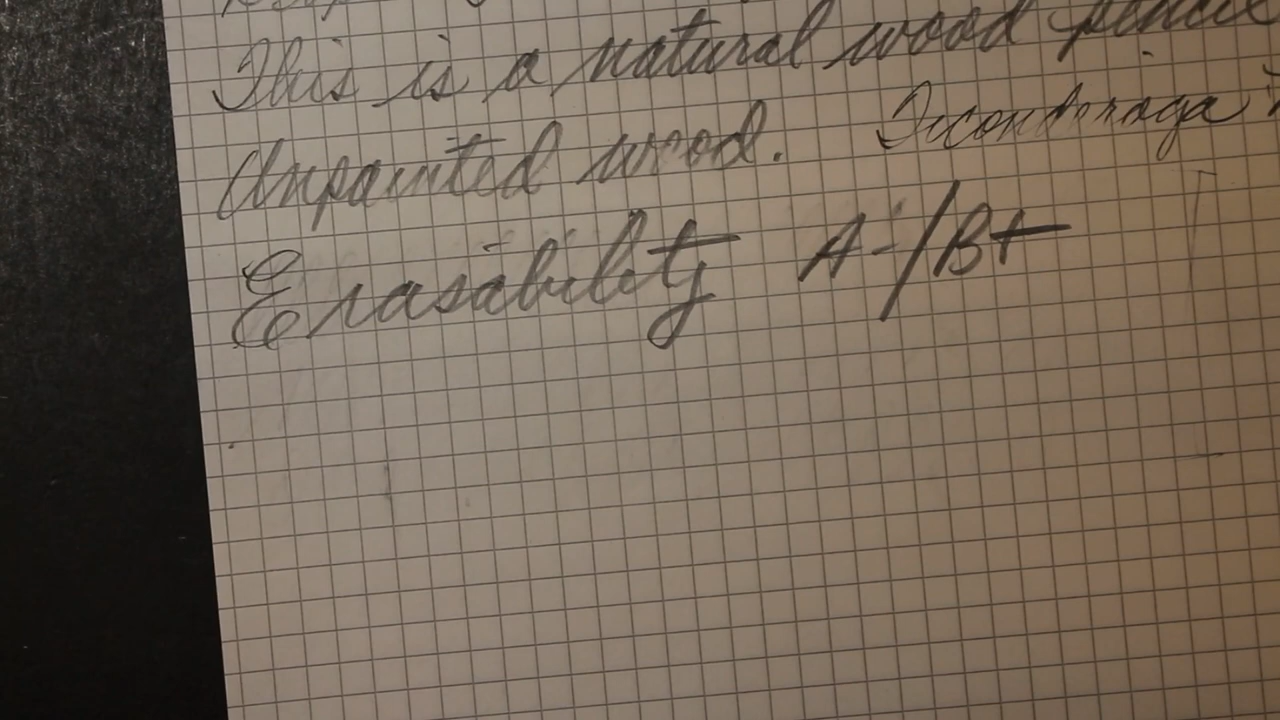 This is a natural wood pencil
Unpainted wood. Ticonderoga
Erasability A-/B+